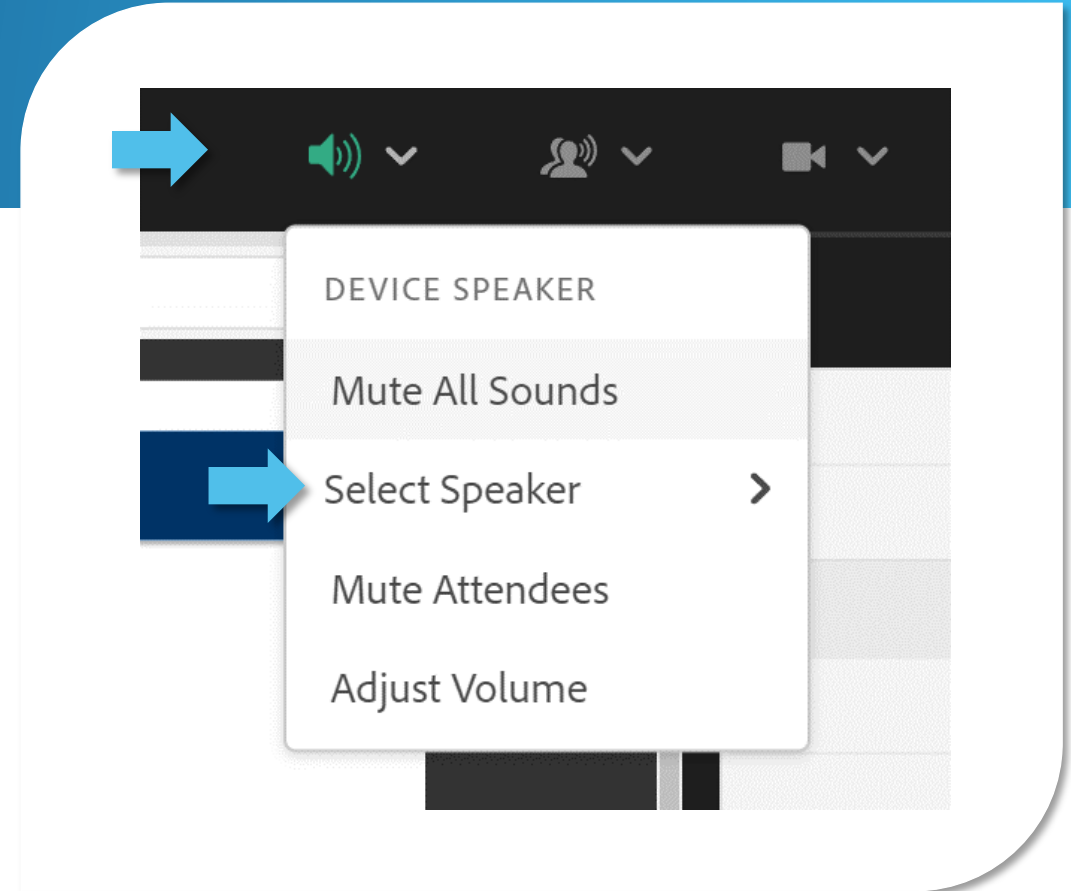 DEVICE SPEAKER
Mute All Sounds
Select Speaker
Mute Attendees
Adjust Volume